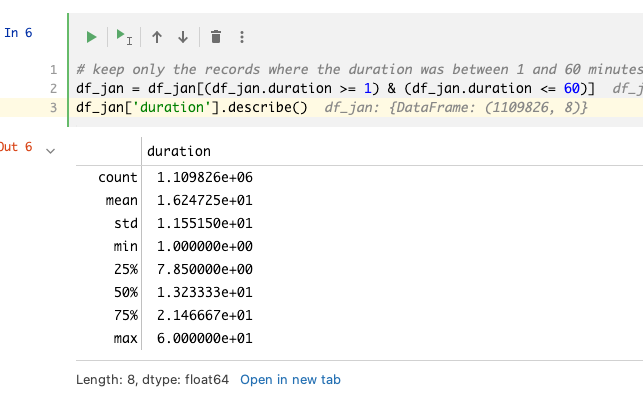 In 6
1 # keep only the records where the duration was between 1 and 60 minutes
2 df_jan = df_jan[(df_jan.duration >= 1) & (df_jan.duration <= 60)] df_j
3 df_jan['duration'].describe() df_jan: {DataFrame: (1109826, 8)}
Out 6
duration
count 1.109826e+06
mean 1.624725e+01
std 1.155150e+01
min 1.000000e+00
25% 7.850000e+00
50% 1.323333e+01
75% 2.146667e+01
max 6.000000e+01
Length: 8, dtype: float64 Open in new tab